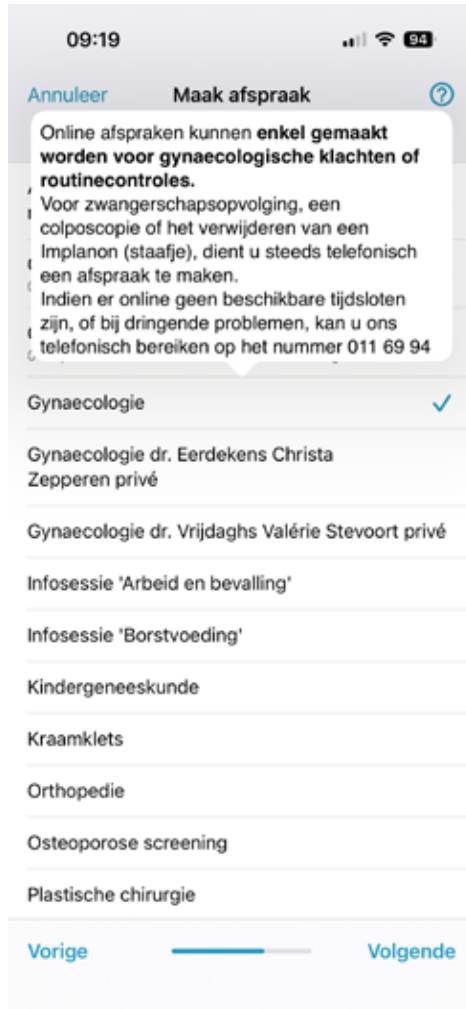 09:19
94
Annuleer
Maak afspraak
?
Online afspraken kunnen enkel gemaakt
worden voor gynaecologische klachten of
routinecontroles.
Voor zwangerschapsopvolging, een
colposcopie of het verwijderen van een
Implanon (staafje), dient u steeds telefonisch
een afspraak te maken.
Indien er online geen beschikbare tijdsloten
zijn, of bij dringende problemen, kan u ons
telefonisch bereiken op het nummer 011 69 94
Gynaecologie
Gynaecologie dr. Eerdekens Christa
Zepperen privé
Gynaecologie dr. Vrijdaghs Valérie Stevoort privé
Infosessie 'Arbeid en bevalling'
Infosessie 'Borstvoeding'
Kindergeneeskunde
Kraamklets
Orthopedie
Osteoporose screening
Plastische chirurgie
Vorige
Volgende